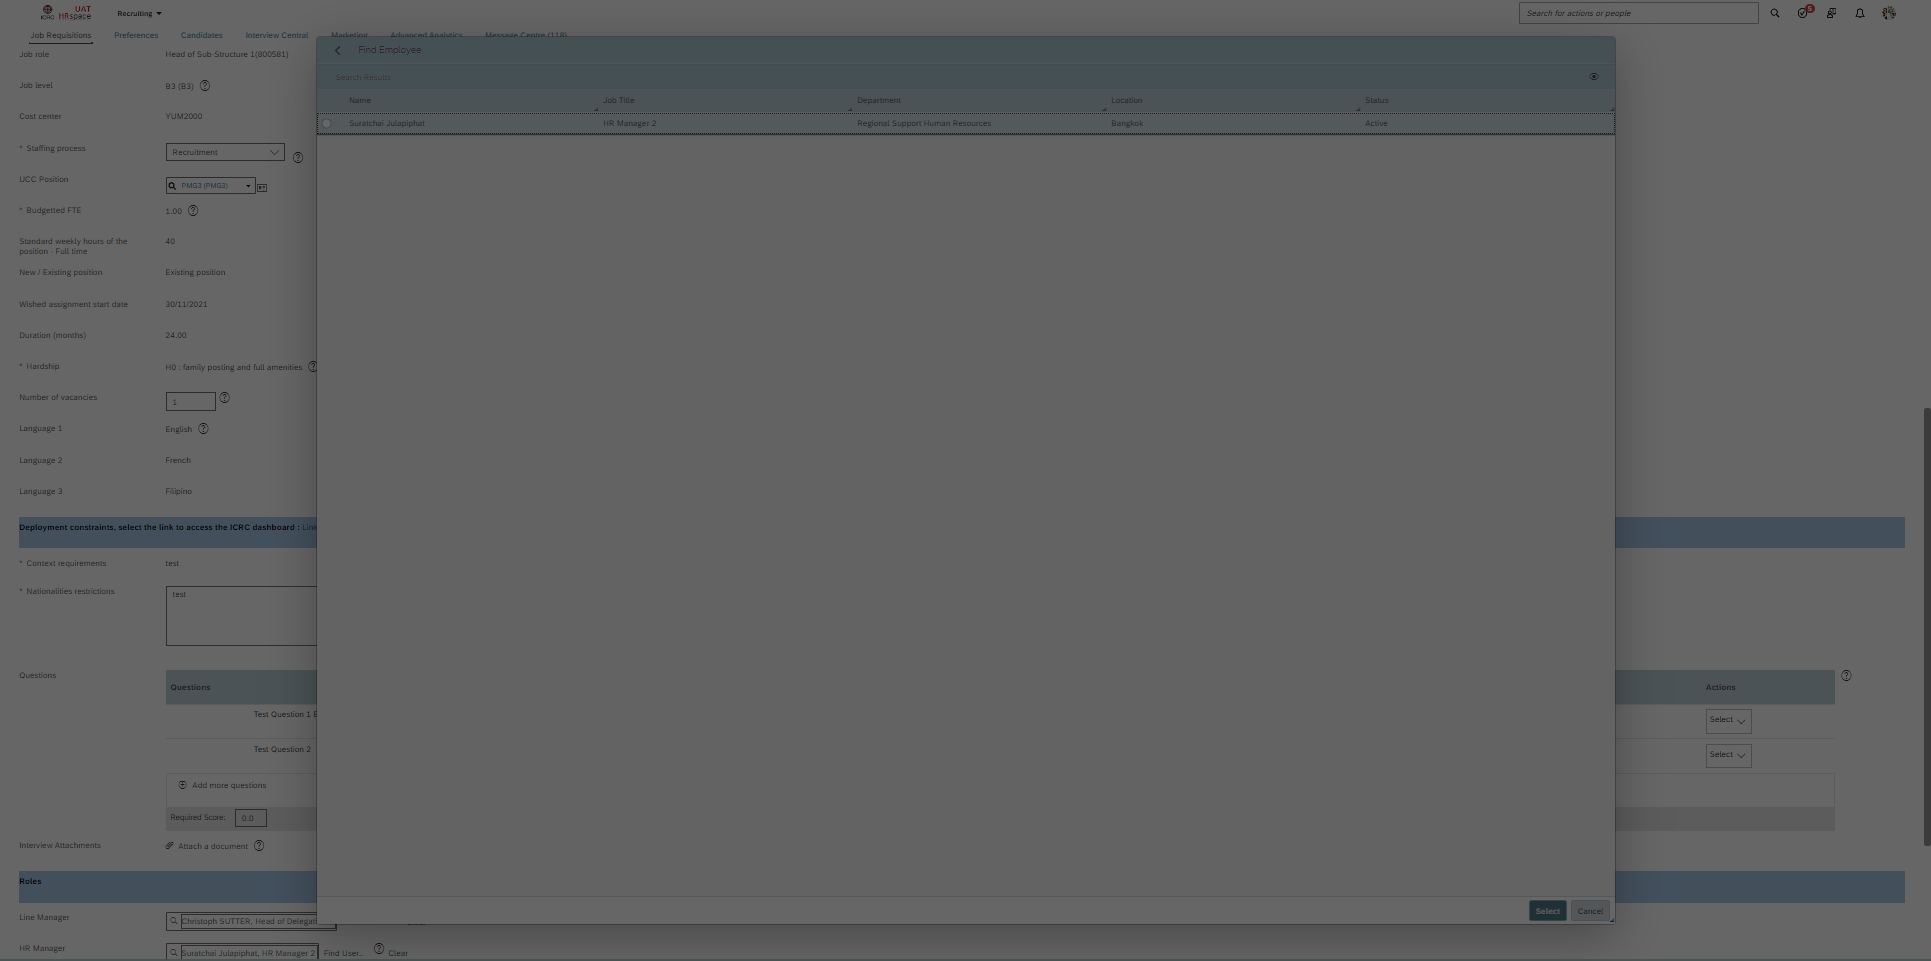 UAT
ICRC HRspace
Recruiting
Search for actions or people
5
Job Requisitions
Preferences
Candidates
Interview Central
Marketing
Advanced Analytics
Message Centre (118)
Job role
Head of Sub-Structure 1(800581)
Job level
B3 (B3)
Cost center
YUM2000
* Staffing process
Recruitment
UCC Position
PMG3 (PMG3)
* Budgetted FTE
1.00
Standard weekly hours of the
position - Full time
40
New / Existing position
Existing position
Wished assignment start date
30/11/2021
Duration (months)
24.00
* Hardship
H0 : family posting and full amenities
Number of vacancies
1
Language 1
English
Language 2
French
Language 3
Filipino
Deployment constraints, select the link to access the ICRC dashboard : Link
* Context requirements
test
* Nationalities restrictions
test
Questions
Questions
Actions
Test Question 1 E
Select
Test Question 2
Select
Add more questions
Required Score:
0.0
Interview Attachments
Attach a document
Roles
Line Manager
Christoph SUTTER, Head of Delegati
HR Manager
Suratchai Julapiphat, HR Manager 2
Find User...
Clear
Find Employee
Search Results
Name
Job Title
Department
Location
Status
Suratchai Julapiphat
HR Manager 2
Regional Support Human Resources
Bangkok
Active
Select
Cancel